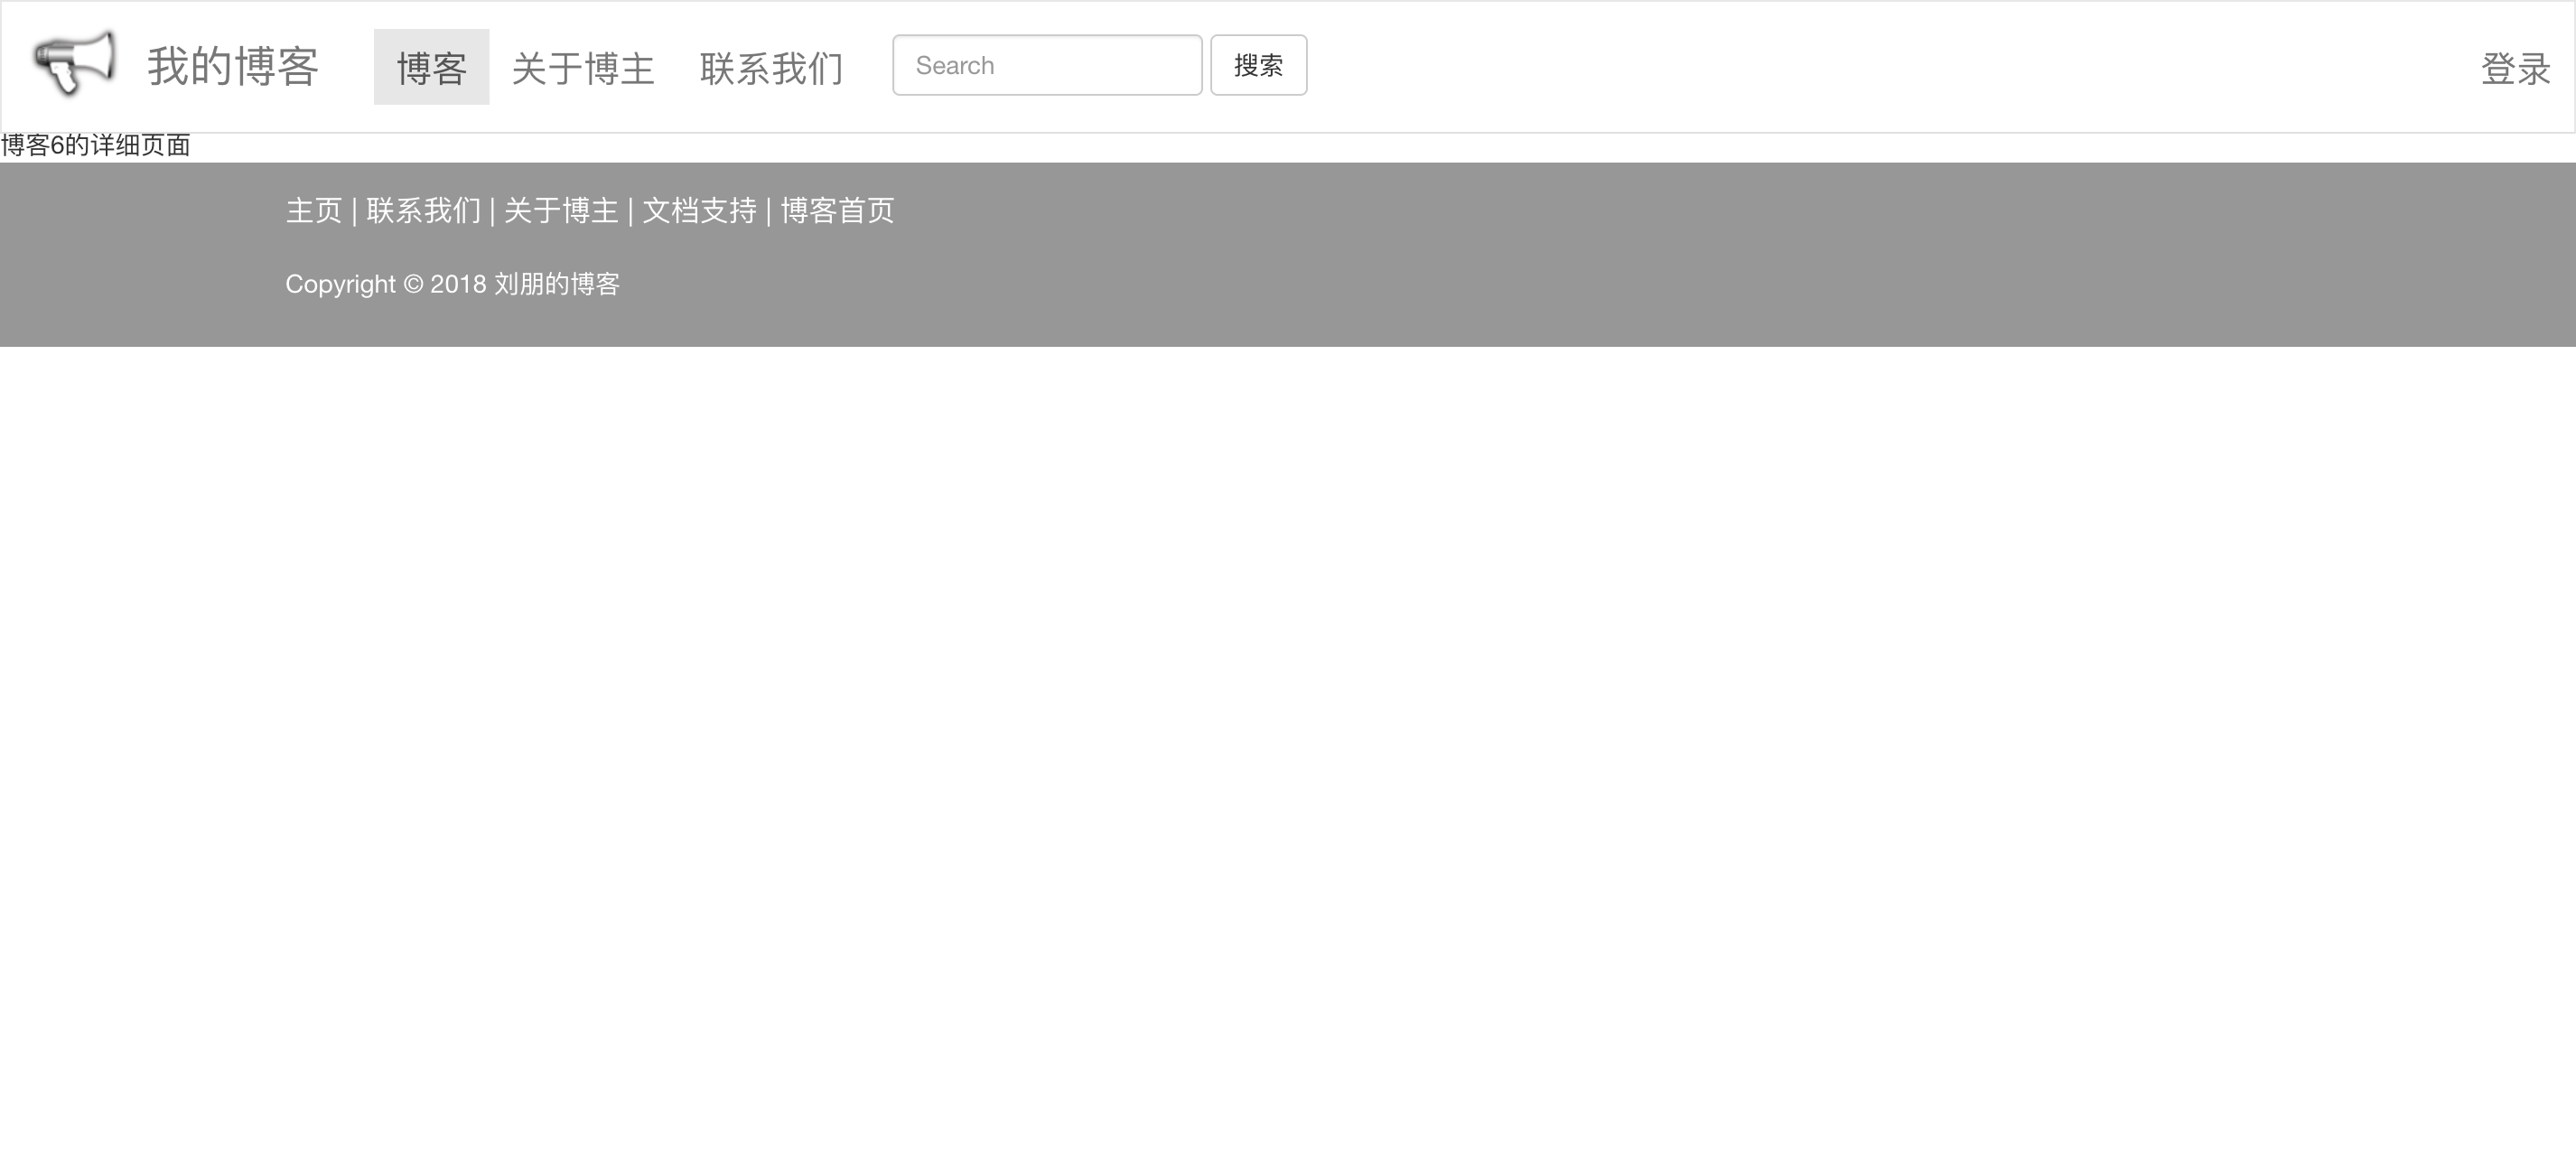 我的博客 博客 关于博主 联系我们 Search 搜索 登录
博客6的详细页面
主页 | 联系我们 | 关于博主 | 文档支持 | 博客首页
Copyright © 2018 刘朋的博客